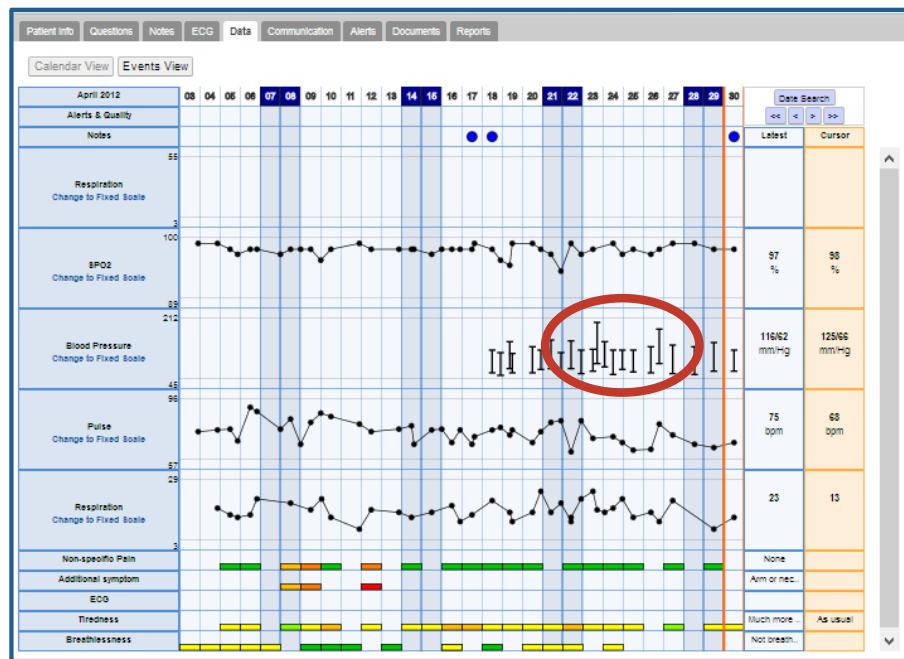 Patient Info Questions Notes ECG Data Communication Alerts Documents Reports
Calendar View Events View
April 2012 03 04 05 06 07 08 09 10 11 12 13 14 15 16 17 18 19 20 21 22 23 24 25 26 27 28 29 30 Date Search
Alerts & Quality << < > >>
Notes Latest Cursor
55
Respiration
Change to Fixed Scale
3
100
SPO2 97 98
Change to Fixed Scale % %
89
212
Blood Pressure 116/62 125/66
Change to Fixed Scale mm/Hg mm/Hg
45
96
Pulse 75 68
Change to Fixed Scale bpm bpm
57
29
Respiration 23 13
Change to Fixed Scale
3
Non-specific Pain None
Additional symptom Arm or nec...
ECG
Tiredness Much more ... As usual
Breathlessness Not breath...